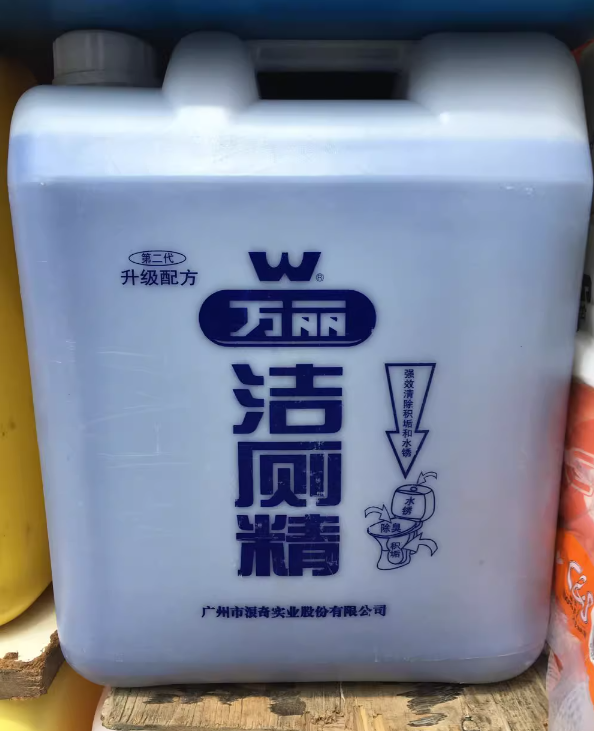 第二代
升级配方
W®
万丽
洁厕精
强效清除积垢和水锈
水锈
除臭
积垢
广州市浪奇实业股份有限公司